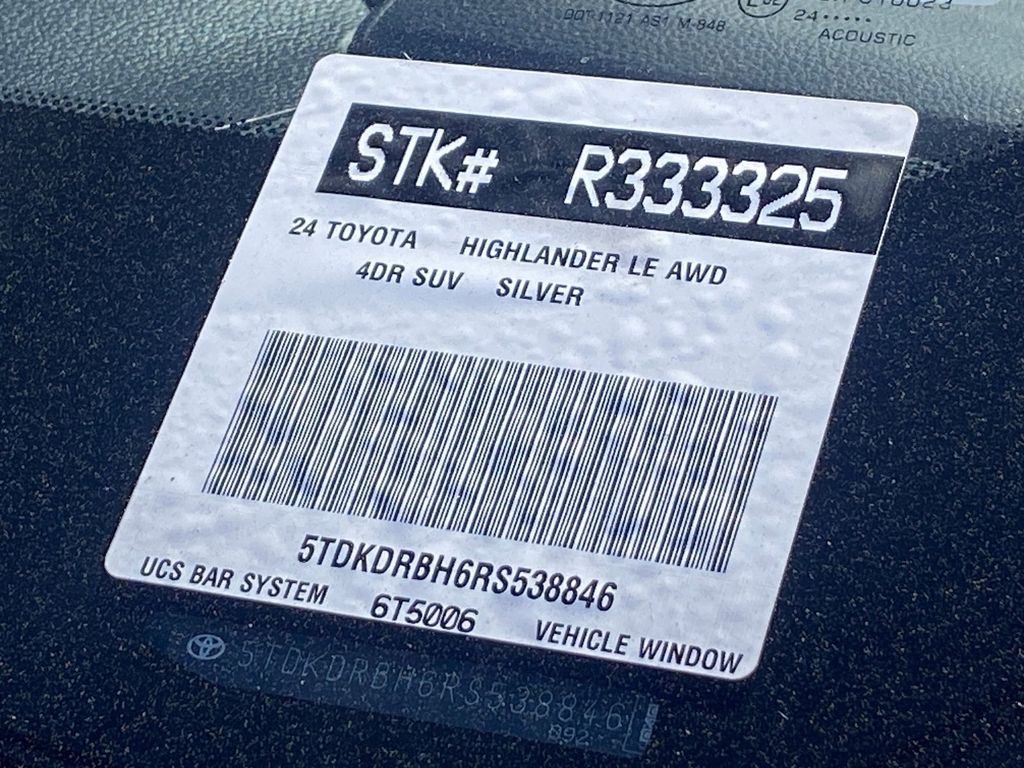 DOT-1121 AS1 M-848
24•••••
ACOUSTIC
STK# R333325
24 TOYOTA HIGHLANDER LE AWD
4DR SUV SILVER
5TDKDRBH6RS538846
UCS BAR SYSTEM 6T5006 VEHICLE WINDOW
5TDKDRBH6RS538846
092